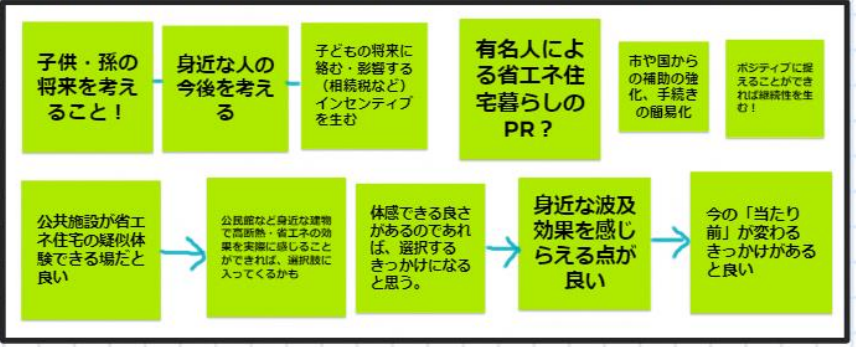 子供・孫の
将来を考え
ること！
身近な人の
今後を考え
る
子どもの将来に
絡む・影響する
（相続税など）
インセンティブ
を生む
有名人によ
る省エネ住
宅暮らしの
PR？
市や国から
の補助の強
化、手続き
の簡易化
ポジティブに捉
えることができ
れば継続性を生
む！
公共施設が省エ
ネ住宅の疑似体
験できる場だと
良い
公民館など身近な建物
で高断熱・省エネの効
果を実際に感じること
ができれば、選択肢に
入ってくるかも
体感できる良さ
があるのであれ
ば、選択する
きっかけになる
と思う。
身近な波及
効果を感じ
らえる点が
良い
今の「当たり
前」が変わる
きっかけがある
と良い